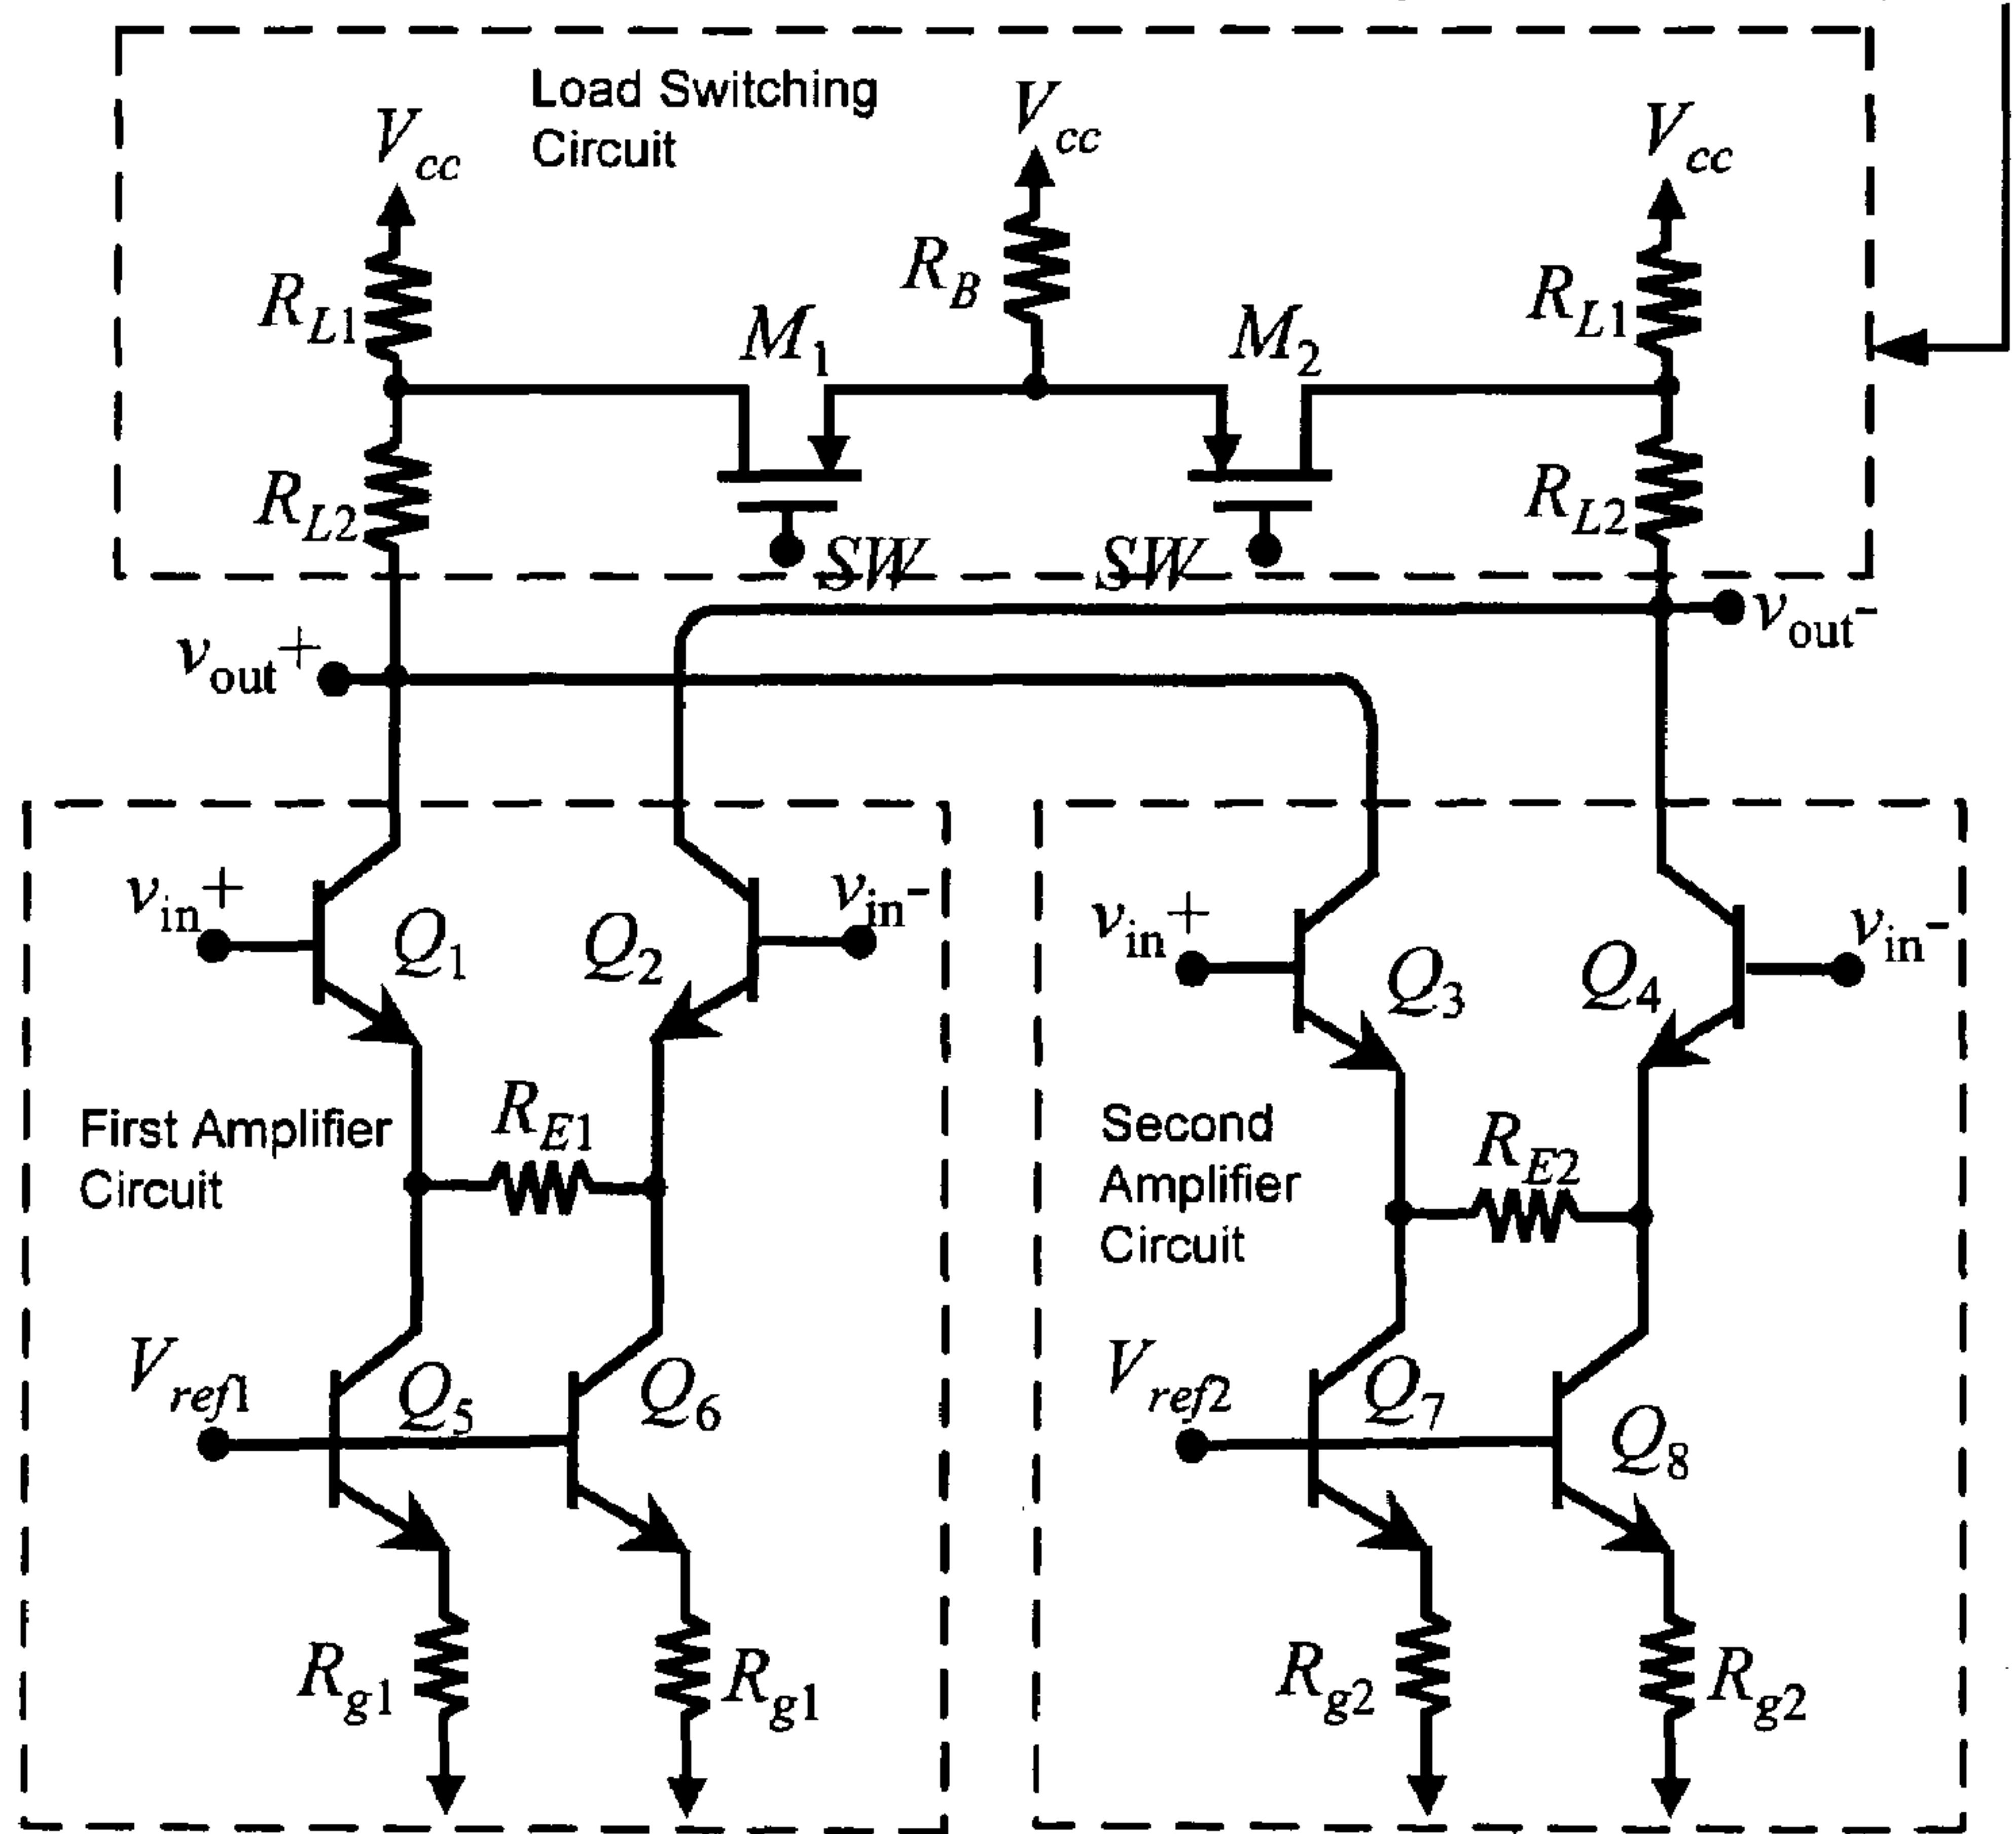 Load Switching
Circuit
Vcc
Vcc
Vcc
RL1
RB
RL1
M1
M2
RL2
RL2
SW
SW
vout+
vout-
vin+
Q1
Q2
vin-
vin+
Q3
Q4
vin-
First Amplifier
Circuit
RE1
Second
Amplifier
Circuit
RE2
Vref1
Q5
Q6
Vref2
Q7
Q8
Rg1
Rg1
Rg2
Rg2